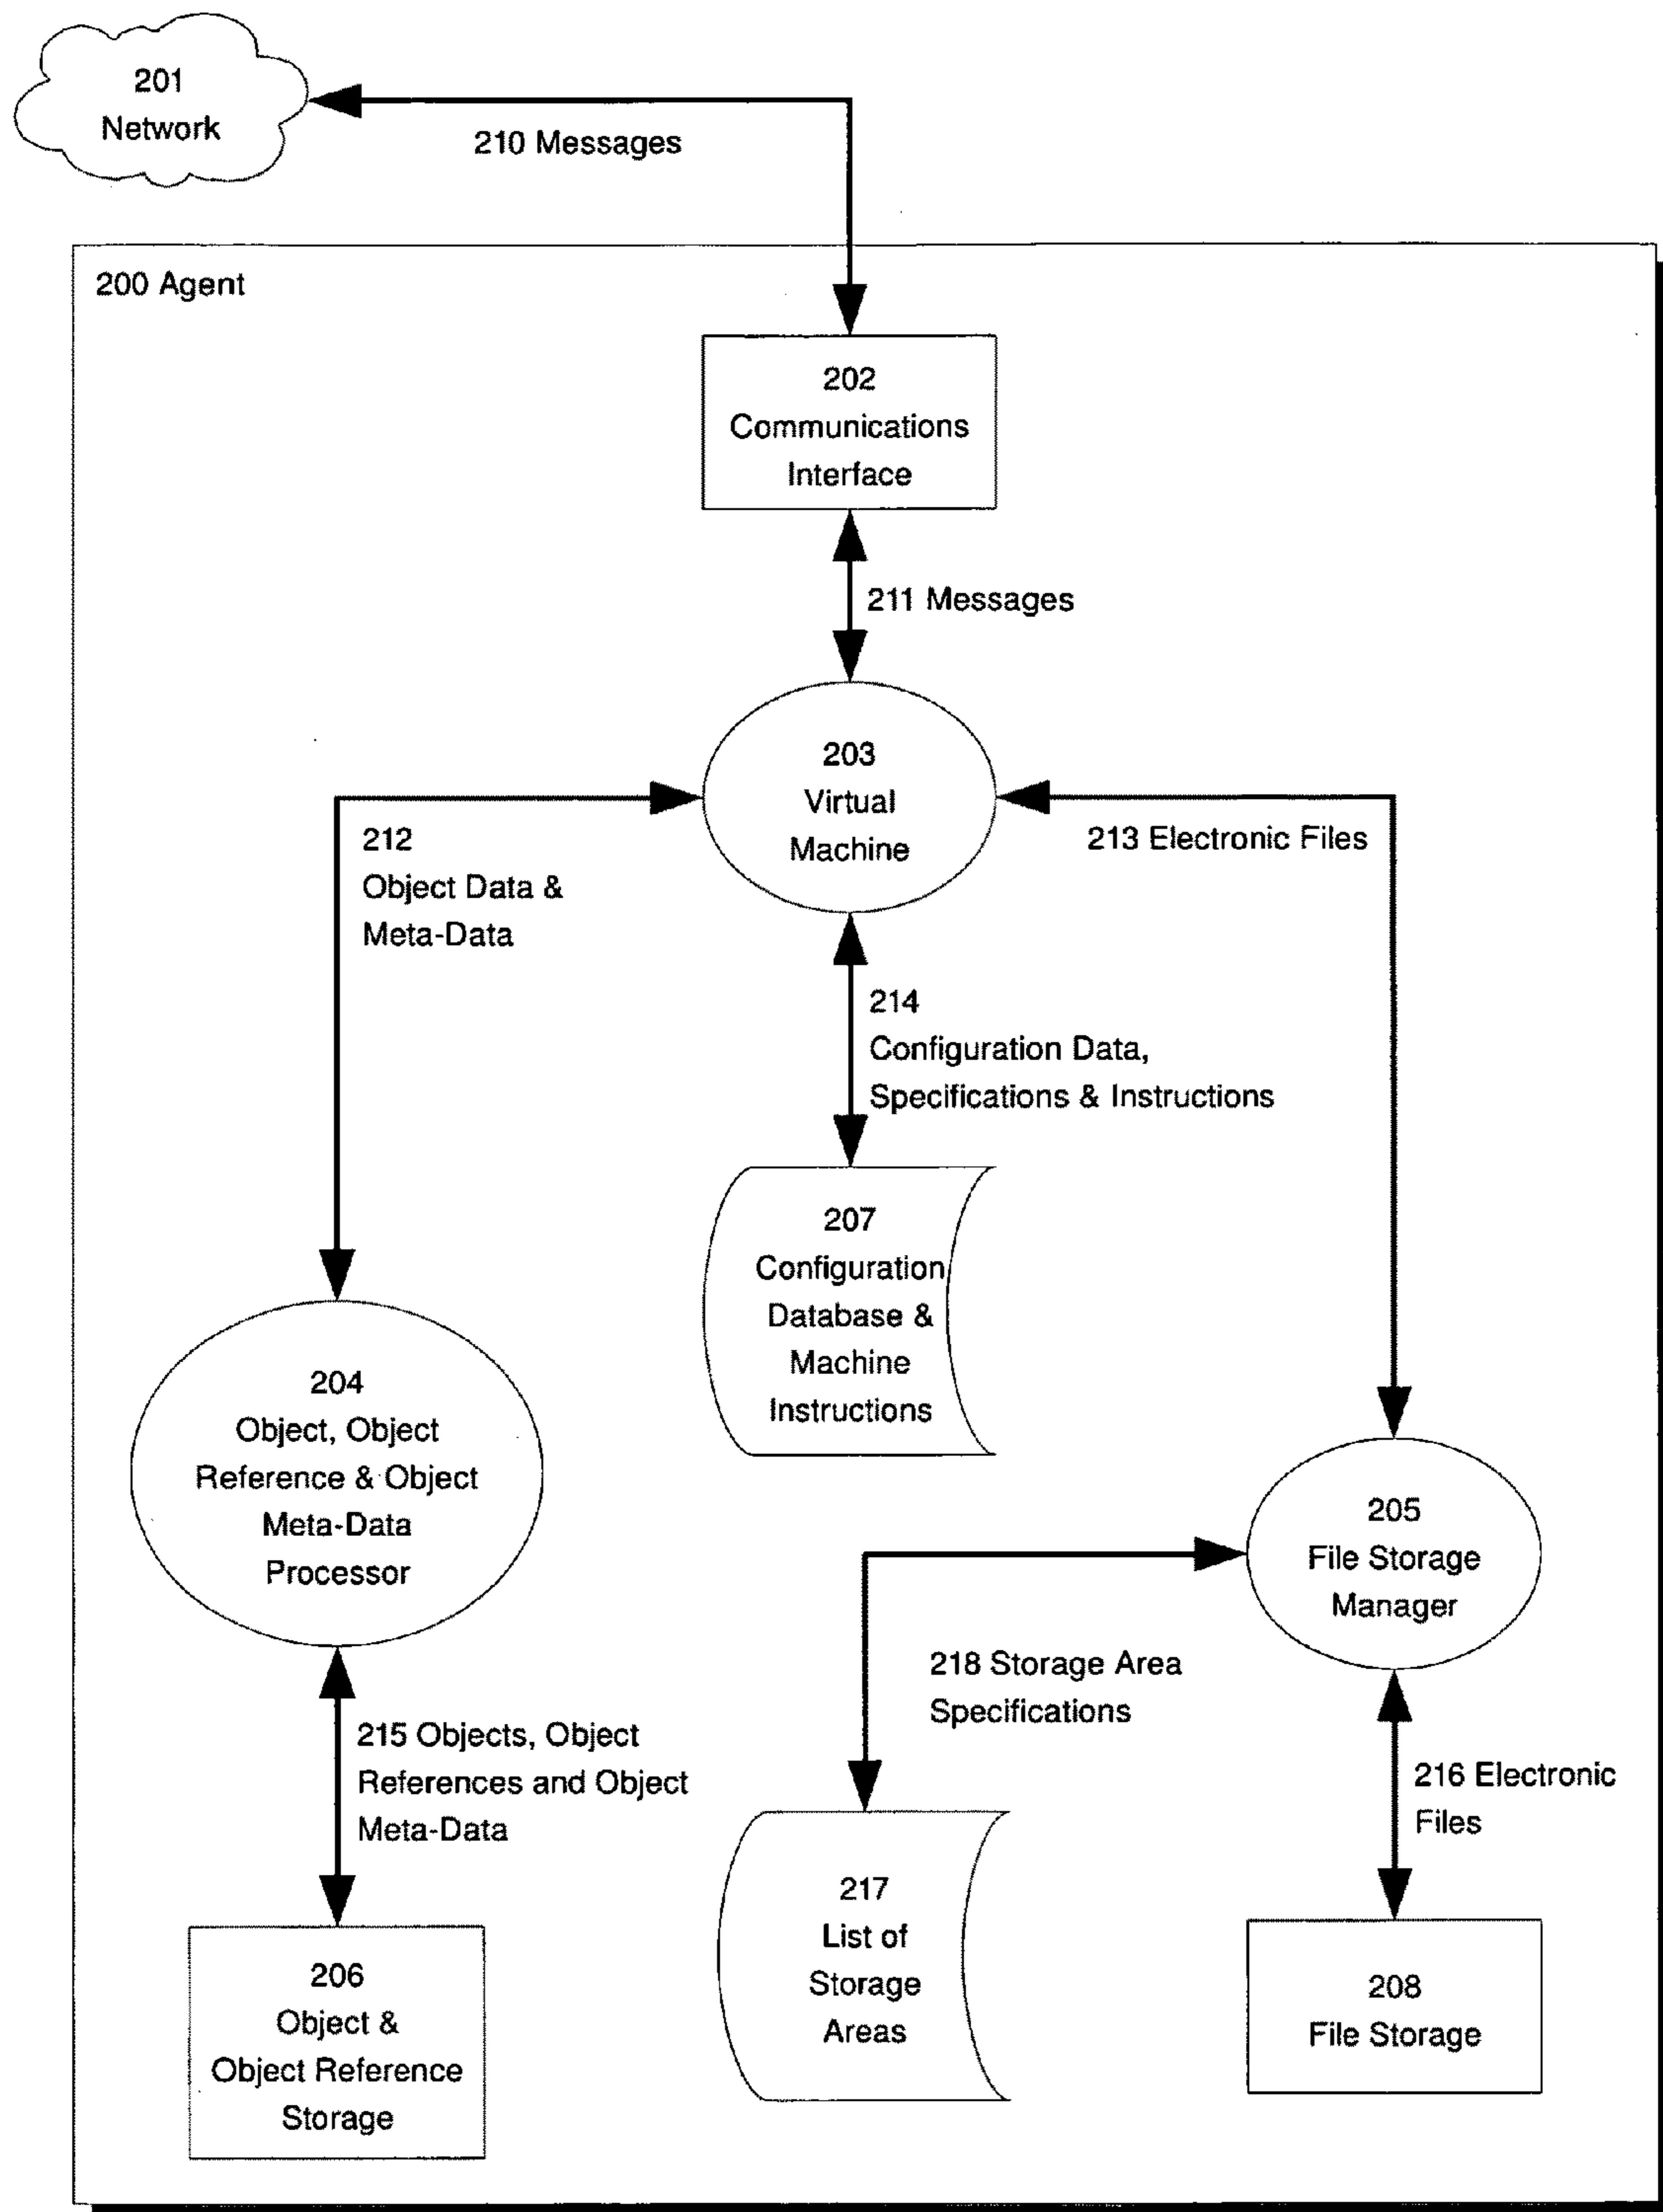 201
Network
210 Messages
200 Agent
202
Communications
Interface
211 Messages
203
Virtual
Machine
212
Object Data &
Meta-Data
213 Electronic Files
214
Configuration Data,
Specifications & Instructions
207
Configuration
Database &
Machine
Instructions
204
Object, Object
Reference & Object
Meta-Data
Processor
205
File Storage
Manager
218 Storage Area
Specifications
215 Objects, Object
References and Object
Meta-Data
216 Electronic
Files
217
List of
Storage
Areas
206
Object &
Object Reference
Storage
208
File Storage